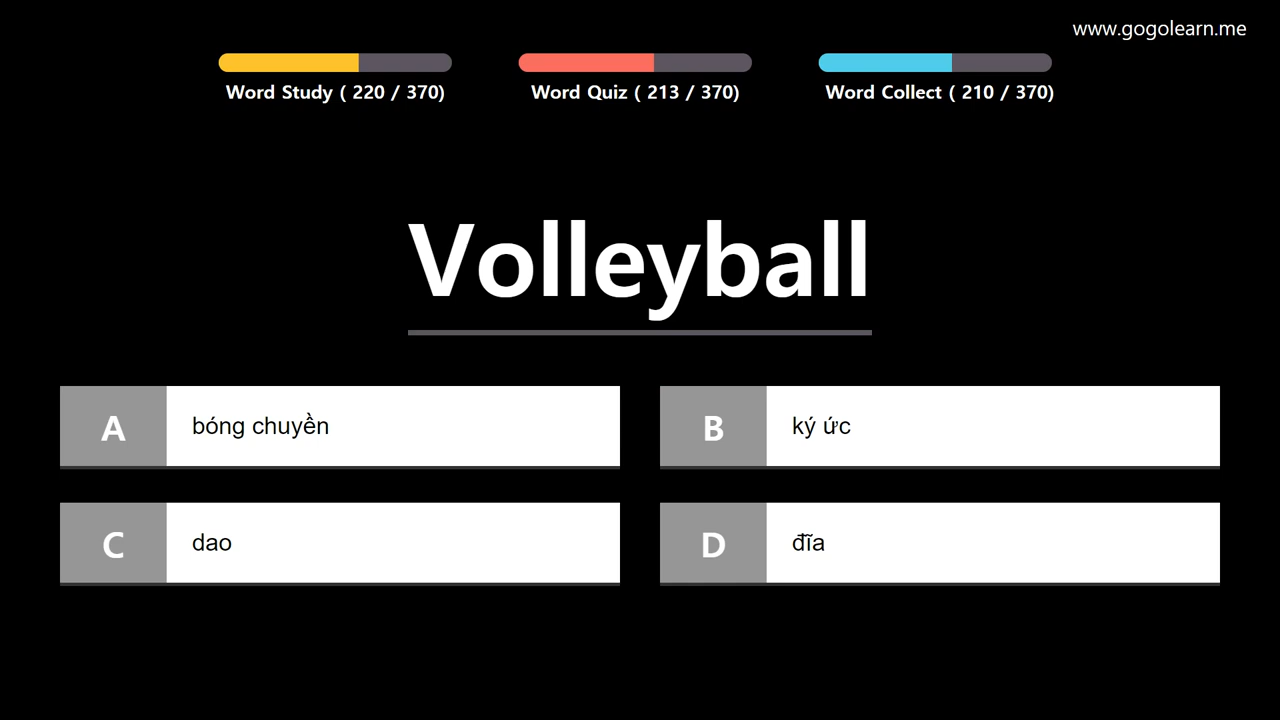 www.gogolearn.me
Word Study ( 220 / 370)
Word Quiz ( 213 / 370)
Word Collect ( 210 / 370)
Volleyball
A
bóng chuyền
B
ký ức
C
dao
D
đĩa